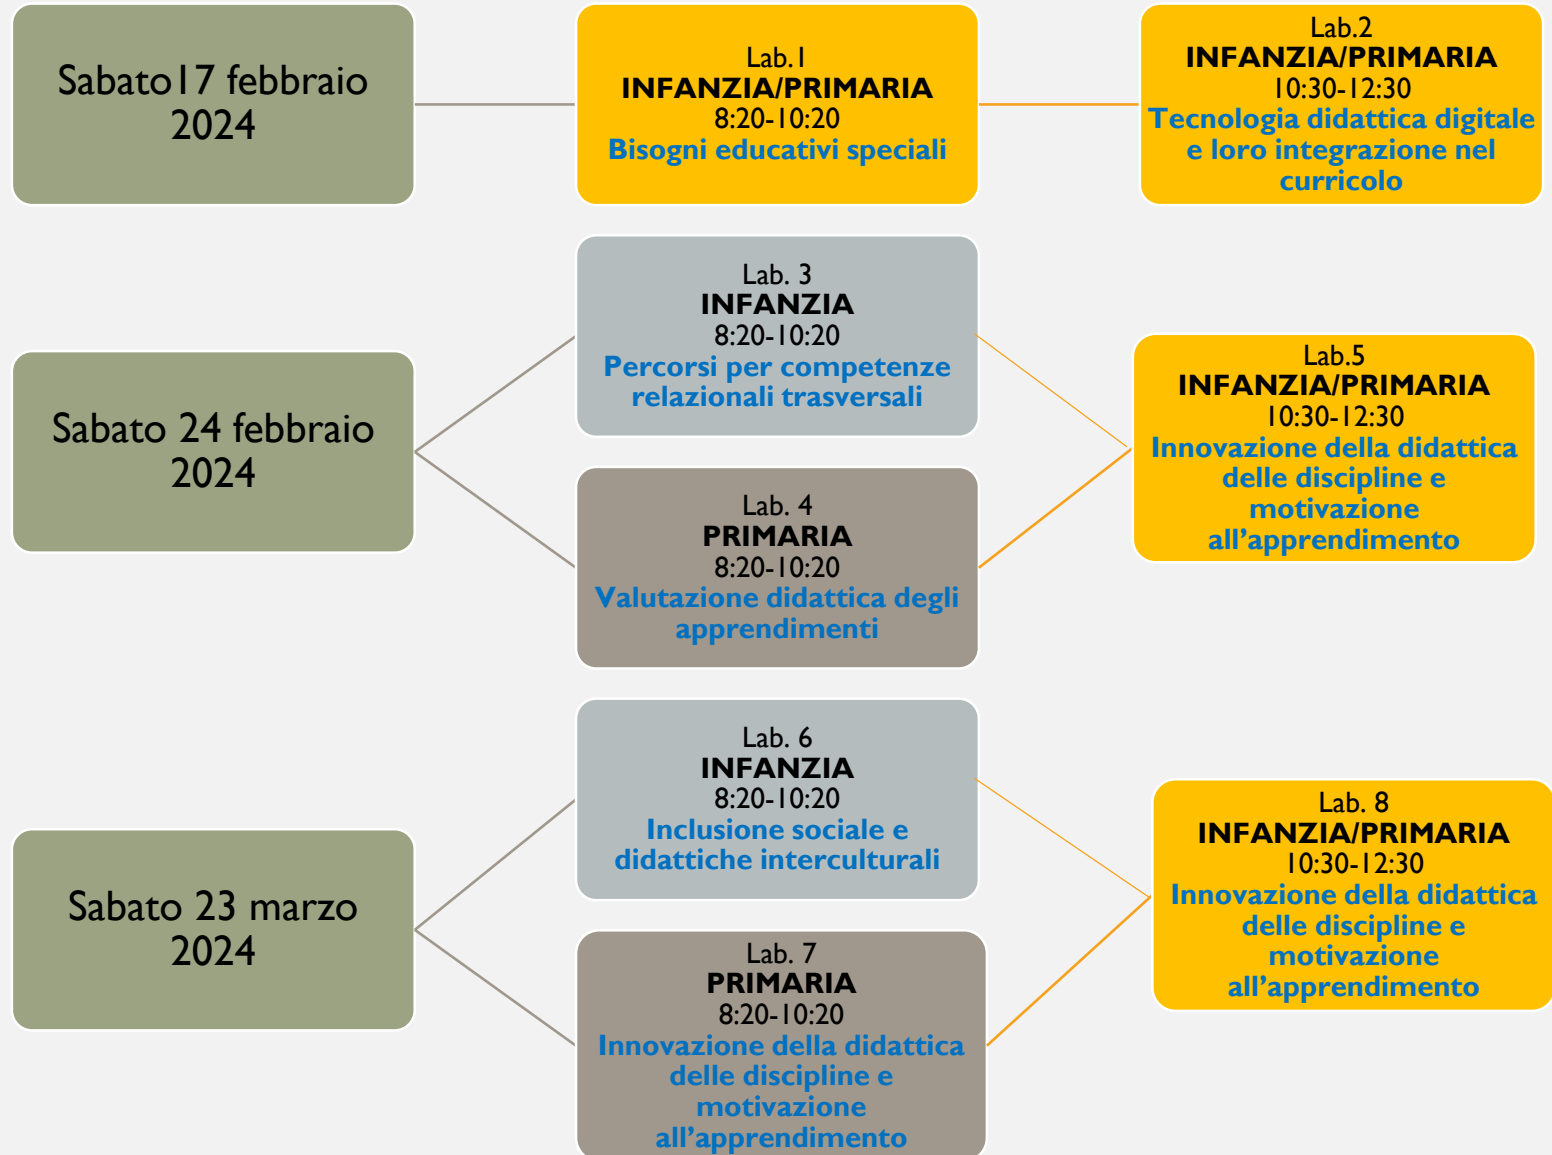 Sabato17 febbraio
2024
Lab.1
INFANZIA/PRIMARIA
8:20-10:20
Bisogni educativi speciali
Lab.2
INFANZIA/PRIMARIA
10:30-12:30
Tecnologia didattica digitale
e loro integrazione nel
curricolo
Sabato 24 febbraio
2024
Lab. 3
INFANZIA
8:20-10:20
Percorsi per competenze
relazionali trasversali
Lab. 4
PRIMARIA
8:20-10:20
Valutazione didattica degli
apprendimenti
Lab.5
INFANZIA/PRIMARIA
10:30-12:30
Innovazione della didattica
delle discipline e
motivazione
all’apprendimento
Sabato 23 marzo
2024
Lab. 6
INFANZIA
8:20-10:20
Inclusione sociale e
didattiche interculturali
Lab. 7
PRIMARIA
8:20-10:20
Innovazione della didattica
delle discipline e
motivazione
all’apprendimento
Lab. 8
INFANZIA/PRIMARIA
10:30-12:30
Innovazione della didattica
delle discipline e
motivazione
all’apprendimento